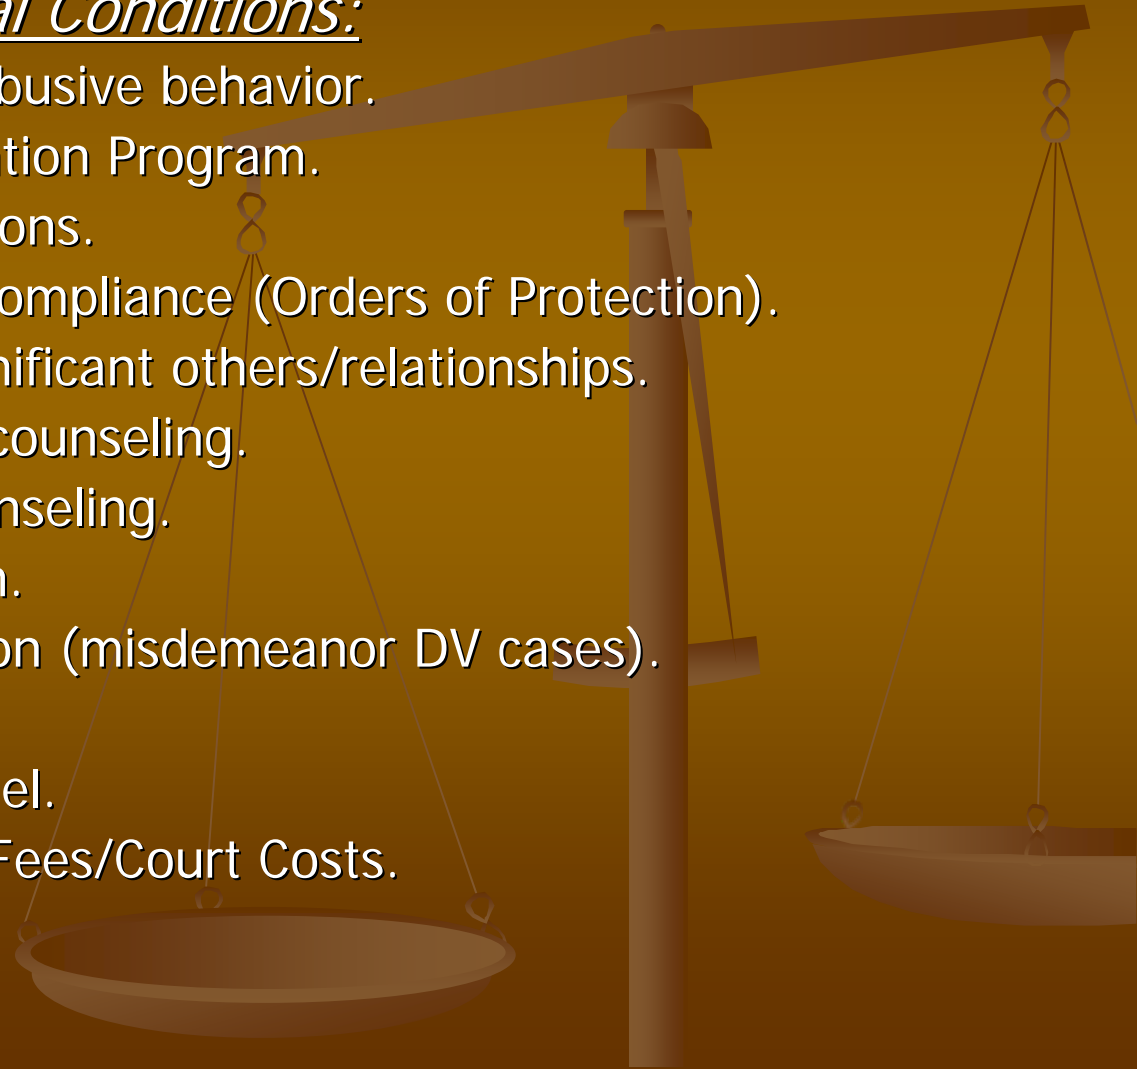 al Conditions:
busive behavior.
tion Program.
ons.
ompliance (Orders of Protection).
nificant others/relationships.
counseling.
nseling.
n.
on (misdemeanor DV cases).
el.
Fees/Court Costs.